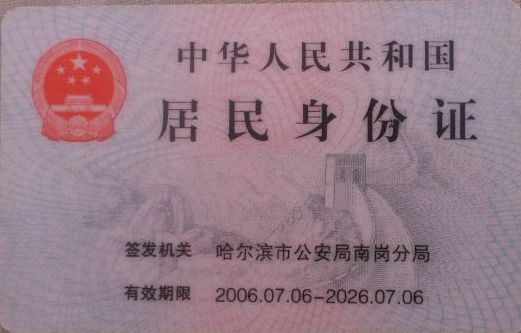 中华人民共和国
居民身份证
签发机关 哈尔滨市公安局南岗分局
有效期限 2006.07.06-2026.07.06